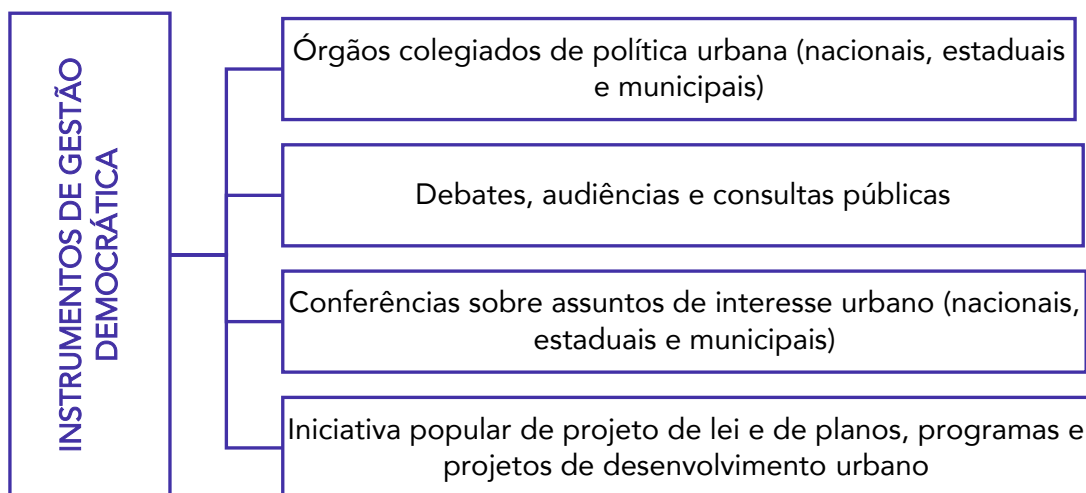 INSTRUMENTOS DE GESTÃO
DEMOCRÁTICA
Órgãos colegiados de política urbana (nacionais, estaduais
e municipais)
Debates, audiências e consultas públicas
Conferências sobre assuntos de interesse urbano (nacionais,
estaduais e municipais)
Iniciativa popular de projeto de lei e de planos, programas e
projetos de desenvolvimento urbano